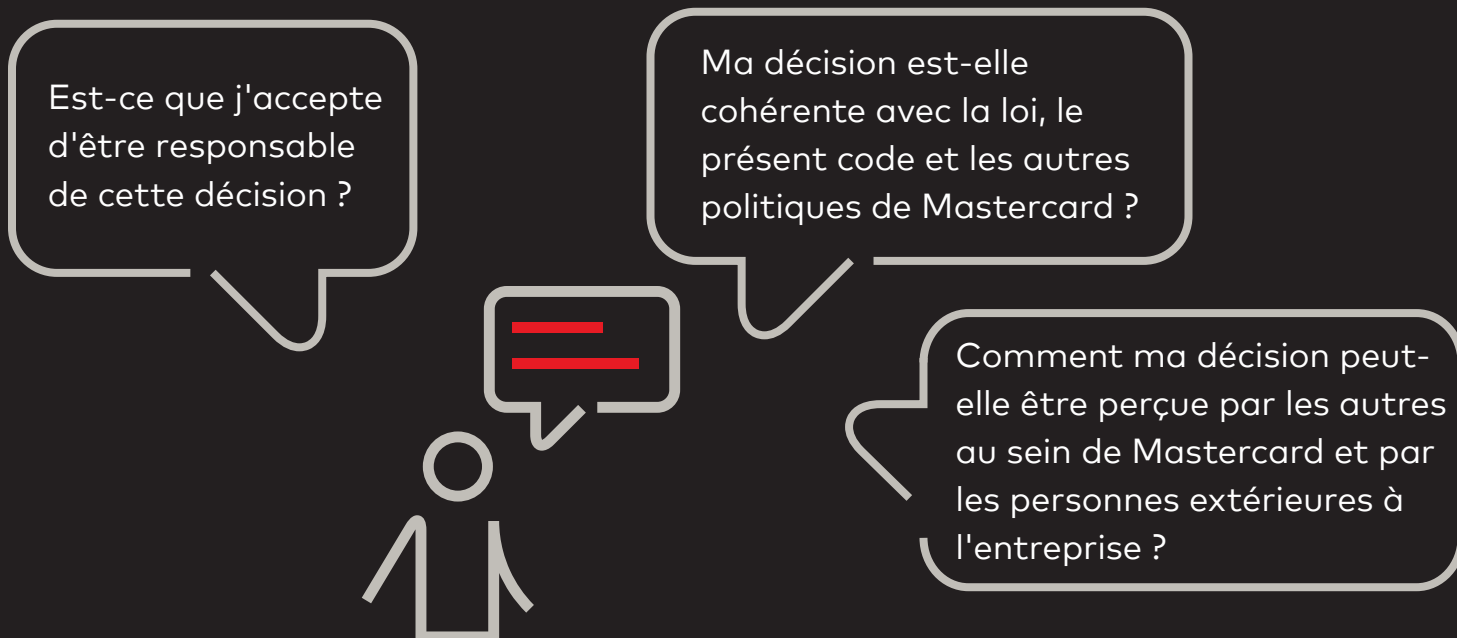 Est-ce que j'accepte
d'être responsable
de cette décision ?
Ma décision est-elle
cohérente avec la loi, le
présent code et les autres
politiques de Mastercard ?
Comment ma décision peut-
elle être perçue par les autres
au sein de Mastercard et par
les personnes extérieures à
l'entreprise ?